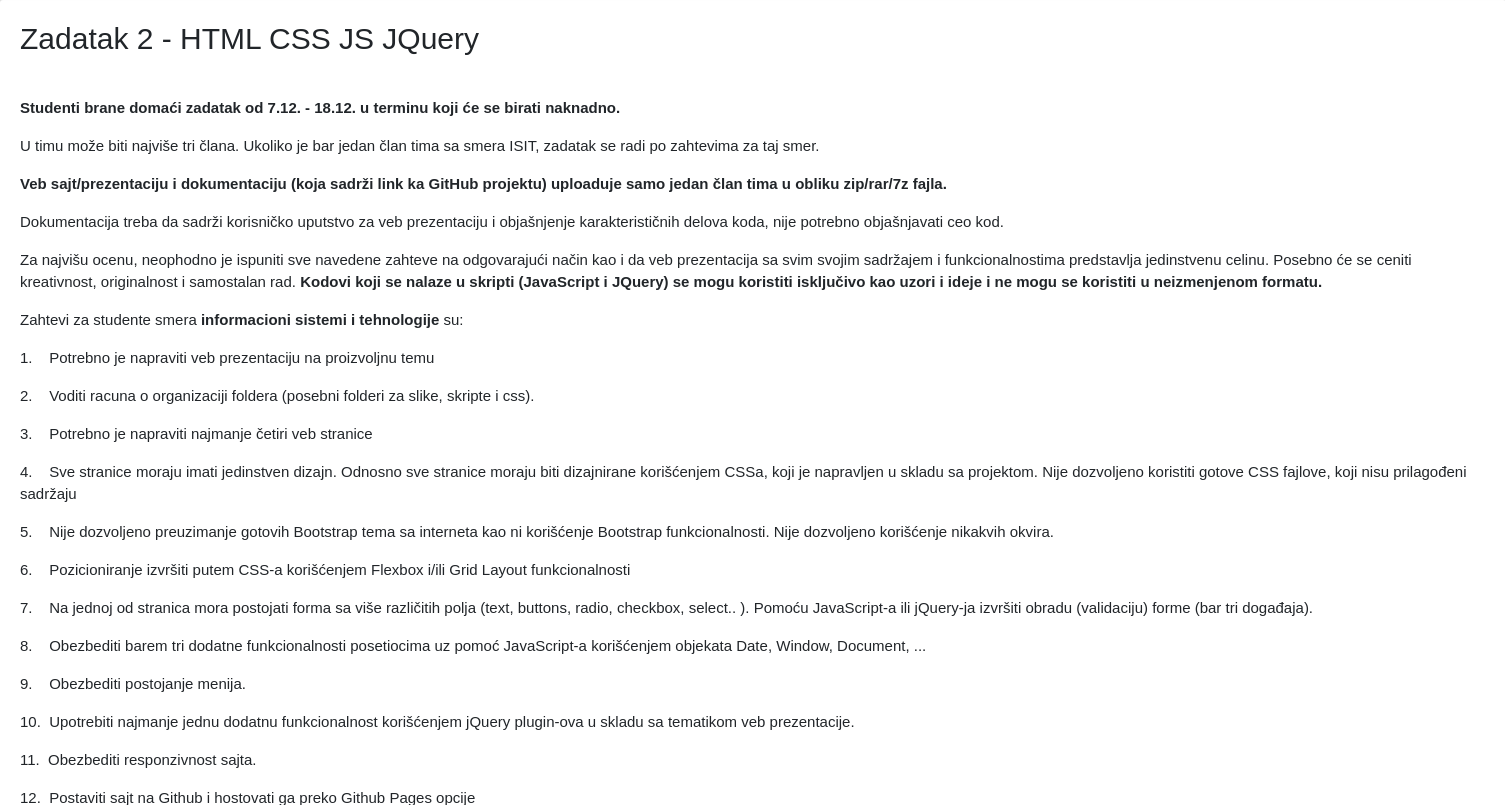 Zadatak 2 - HTML CSS JS JQuery
Studenti brane domaći zadatak od 7.12. - 18.12. u terminu koji će se birati naknadno.
U timu može biti najviše tri člana. Ukoliko je bar jedan član tima sa smera ISIT, zadatak se radi po zahtevima za taj smer.
Veb sajt/prezentaciju i dokumentaciju (koja sadrži link ka GitHub projektu) uploaduje samo jedan član tima u obliku zip/rar/7z fajla.
Dokumentacija treba da sadrži korisničko uputstvo za veb prezentaciju i objašnjenje karakterističnih delova koda, nije potrebno objašnjavati ceo kod.
Za najvišu ocenu, neophodno je ispuniti sve navedene zahteve na odgovarajući način kao i da veb prezentacija sa svim svojim sadržajem i funkcionalnostima predstavlja jedinstvenu celinu. Posebno će se ceniti
kreativnost, originalnost i samostalan rad. Kodovi koji se nalaze u skripti (JavaScript i JQuery) se mogu koristiti isključivo kao uzori i ideje i ne mogu se koristiti u neizmenjenom formatu.
Zahtevi za studente smera informacioni sistemi i tehnologije su:
1. Potrebno je napraviti veb prezentaciju na proizvoljnu temu
2. Voditi racuna o organizaciji foldera (posebni folderi za slike, skripte i css).
3. Potrebno je napraviti najmanje četiri veb stranice
4. Sve stranice moraju imati jedinstven dizajn. Odnosno sve stranice moraju biti dizajnirane korišćenjem CSSa, koji je napravljen u skladu sa projektom. Nije dozvoljeno koristiti gotove CSS fajlove, koji nisu prilagođeni
sadržaju
5. Nije dozvoljeno preuzimanje gotovih Bootstrap tema sa interneta kao ni korišćenje Bootstrap funkcionalnosti. Nije dozvoljeno korišćenje nikakvih okvira.
6. Pozicioniranje izvršiti putem CSS-a korišćenjem Flexbox i/ili Grid Layout funkcionalnosti
7. Na jednoj od stranica mora postojati forma sa više različitih polja (text, buttons, radio, checkbox, select.. ). Pomoću JavaScript-a ili jQuery-ja izvršiti obradu (validaciju) forme (bar tri događaja).
8. Obezbediti barem tri dodatne funkcionalnosti posetiocima uz pomoć JavaScript-a korišćenjem objekata Date, Window, Document, ...
9. Obezbediti postojanje menija.
10. Upotrebiti najmanje jednu dodatnu funkcionalnost korišćenjem jQuery plugin-ova u skladu sa tematikom veb prezentacije.
11. Obezbediti responzivnost sajta.
12. Postaviti sajt na Github i hostovati ga preko Github Pages opcije